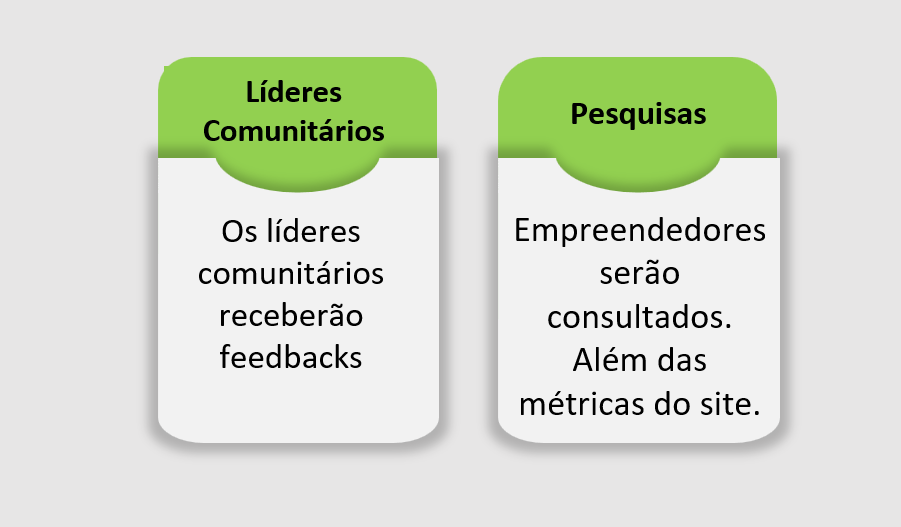 Líderes
Comunitários
Os líderes
comunitários
receberão
feedbacks
Pesquisas
Empreendedores
serão
consultados.
Além das
métricas do site.